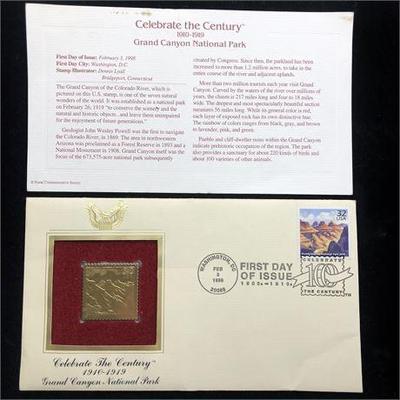 Celebrate the Century™
1910-1919
Grand Canyon National Park
First Day of Issue: February 3, 1998
First Day City: Washington, D.C.
Stamp Illustrator: Dennis Lyall
Bridgeport, Connecticut
The Grand Canyon of the Colorado River, which is
pictured on this U.S. stamp, is one of the seven natural
wonders of the world. It was established as a national park
on February 26, 1919 "to conserve the scenery and the
natural and historic objects...and leave them unimpaired
for the enjoyment of future generations."
Geologist John Wesley Powell was the first to navigate
the Colorado River, in 1869. The area in northwestern
Arizona was proclaimed a Forest Reserve in 1893 and a
National Monument in 1908. Grand Canyon itself was the
focus of the 673,575-acre national park subsequently
created by Congress. Since then, the parkland has been
increased to more than 1.2 million acres, to take in the
entire course of the river and adjacent uplands.
More than two million tourists each year visit Grand
Canyon. Carved by the waters of the river over millions of
years, the chasm is 217 miles long and four to 18 miles
wide. The deepest and most spectacularly beautiful section
measures 56 miles long. While its general color is red,
each layer of exposed rock has its own distinctive hue.
The rainbow of colors ranges from black, gray, and brown
to lavender, pink, and green.
Pueblo and cliff-dweller ruins within the Grand Canyon
indicate prehistoric occupation of the region. The park
also provides a sanctuary for about 220 kinds of birds and
about 100 varieties of other animals.
Celebrate The Century™
1910-1919
Grand Canyon National Park
WASHINGTON, DC
FEB
3
1998
20066
FIRST DAY
OF ISSUE
1900s - 1910s
32
USA
CELEBRATE
100
THE CENTURY™